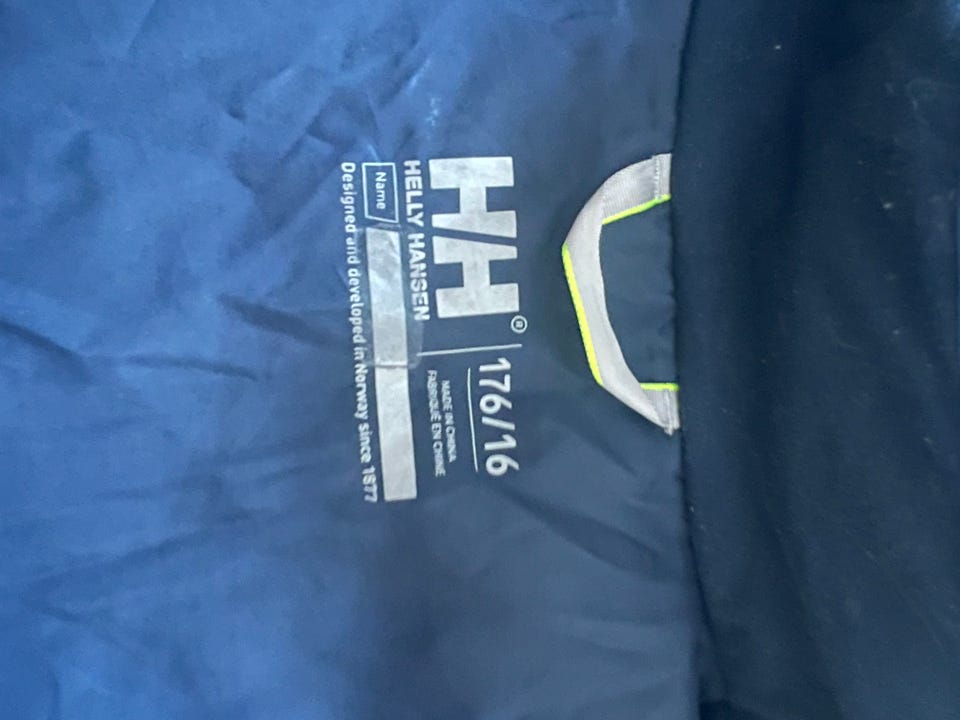 HH®
HELLY HANSEN
176/16
MADE IN CHINA
FABRIQUÉ EN CHINE
Name
Designed and developed in Norway since 1877